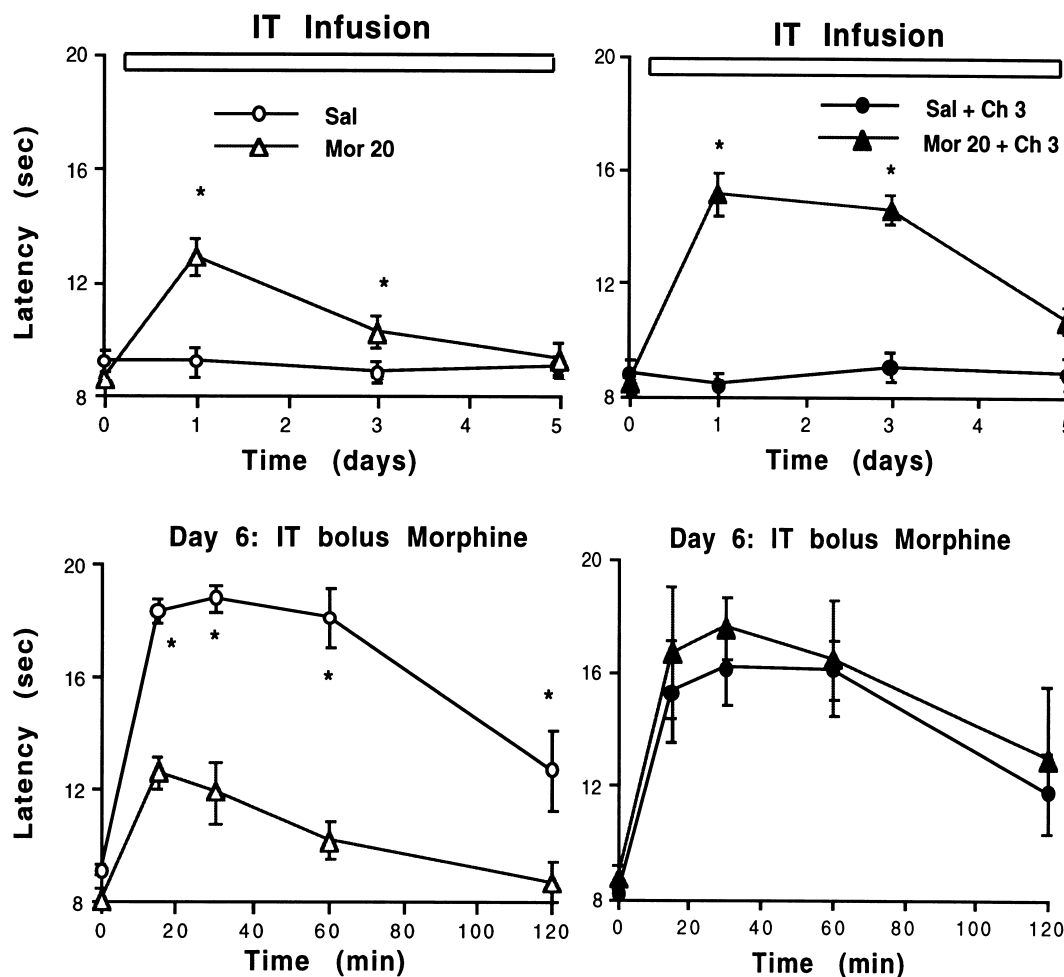 IT Infusion
20
16
12
8
Latency (sec)
Sal
Mor 20
*
*
0 1 2 3 4 5
Time (days)
IT Infusion
20
16
12
8
Sal + Ch 3
Mor 20 + Ch 3
*
*
0 1 2 3 4 5
Time (days)
Day 6: IT bolus Morphine
20
16
12
8
Latency (sec)
*
*
*
*
0 20 40 60 80 100 120
Time (min)
Day 6: IT bolus Morphine
20
16
12
8
0 20 40 60 80 100 120
Time (min)